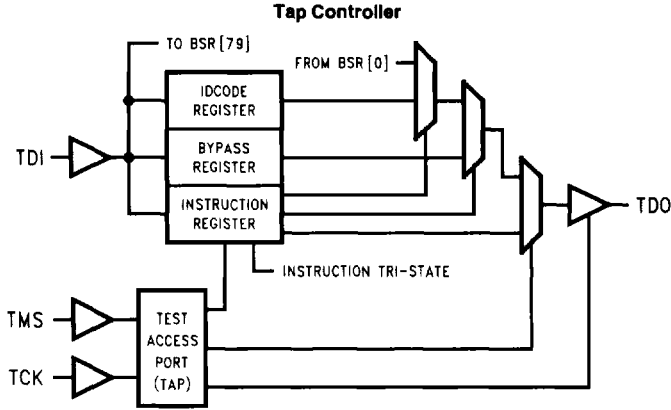 Tap Controller
TO BSR[79]
FROM BSR[0]
IDCODE
REGISTER
TDI
BYPASS
REGISTER
INSTRUCTION
REGISTER
TDO
INSTRUCTION TRI-STATE
TMS
TEST
ACCESS
PORT
(TAP)
TCK